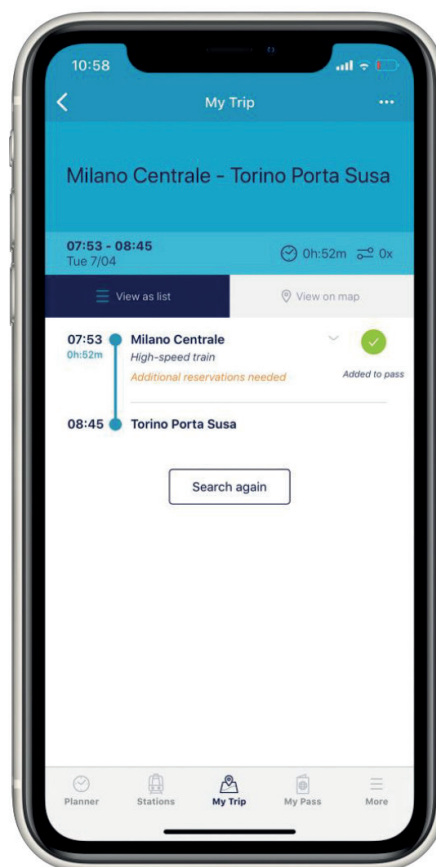 10:58
My Trip
Milano Centrale - Torino Porta Susa
07:53 - 08:45
Tue 7/04
0h:52m 0x
View as list
View on map
07:53 Milano Centrale
0h:52m High-speed train
Additional reservations needed
Added to pass
08:45 Torino Porta Susa
Search again
Planner Stations My Trip My Pass More